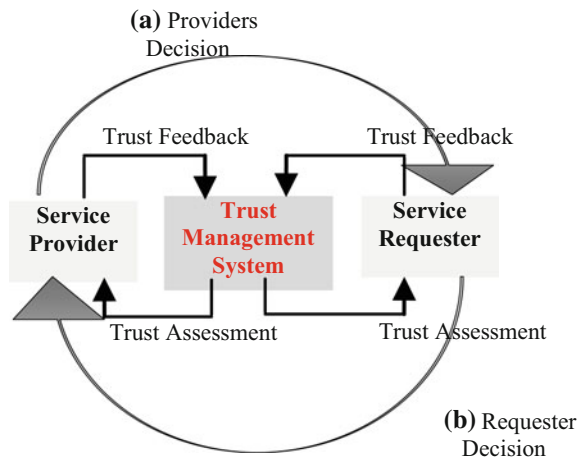 (a) Providers
Decision
Trust Feedback
Trust Feedback
Service
Provider
Trust
Management
System
Service
Requester
Trust Assessment
Trust Assessment
(b) Requester
Decision